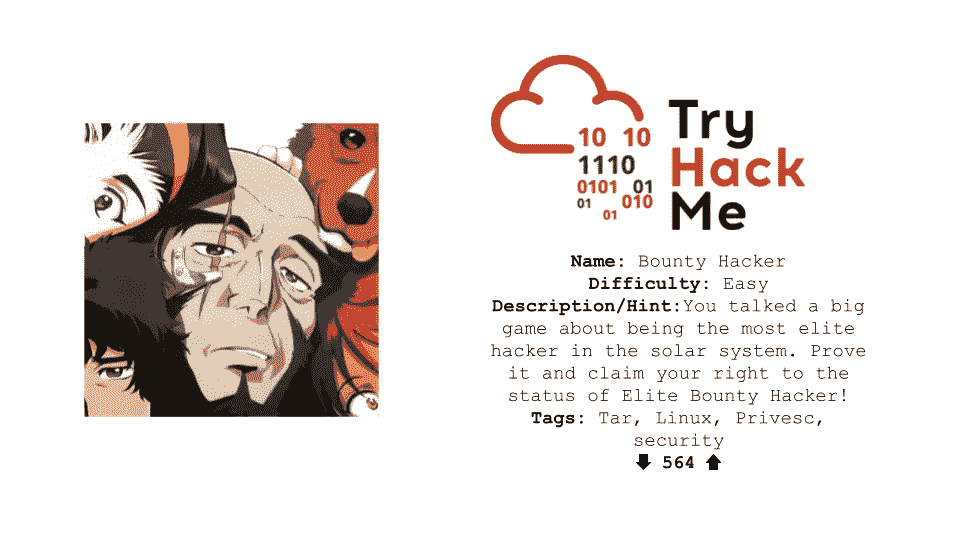 10 10
1110
0101 01
01 010
01
Try
Hack
Me
Name: Bounty Hacker
Difficulty: Easy
Description/Hint:You talked a big
game about being the most elite
hacker in the solar system. Prove
it and claim your right to the
status of Elite Bounty Hacker!
Tags: Tar, Linux, Privesc,
security
564